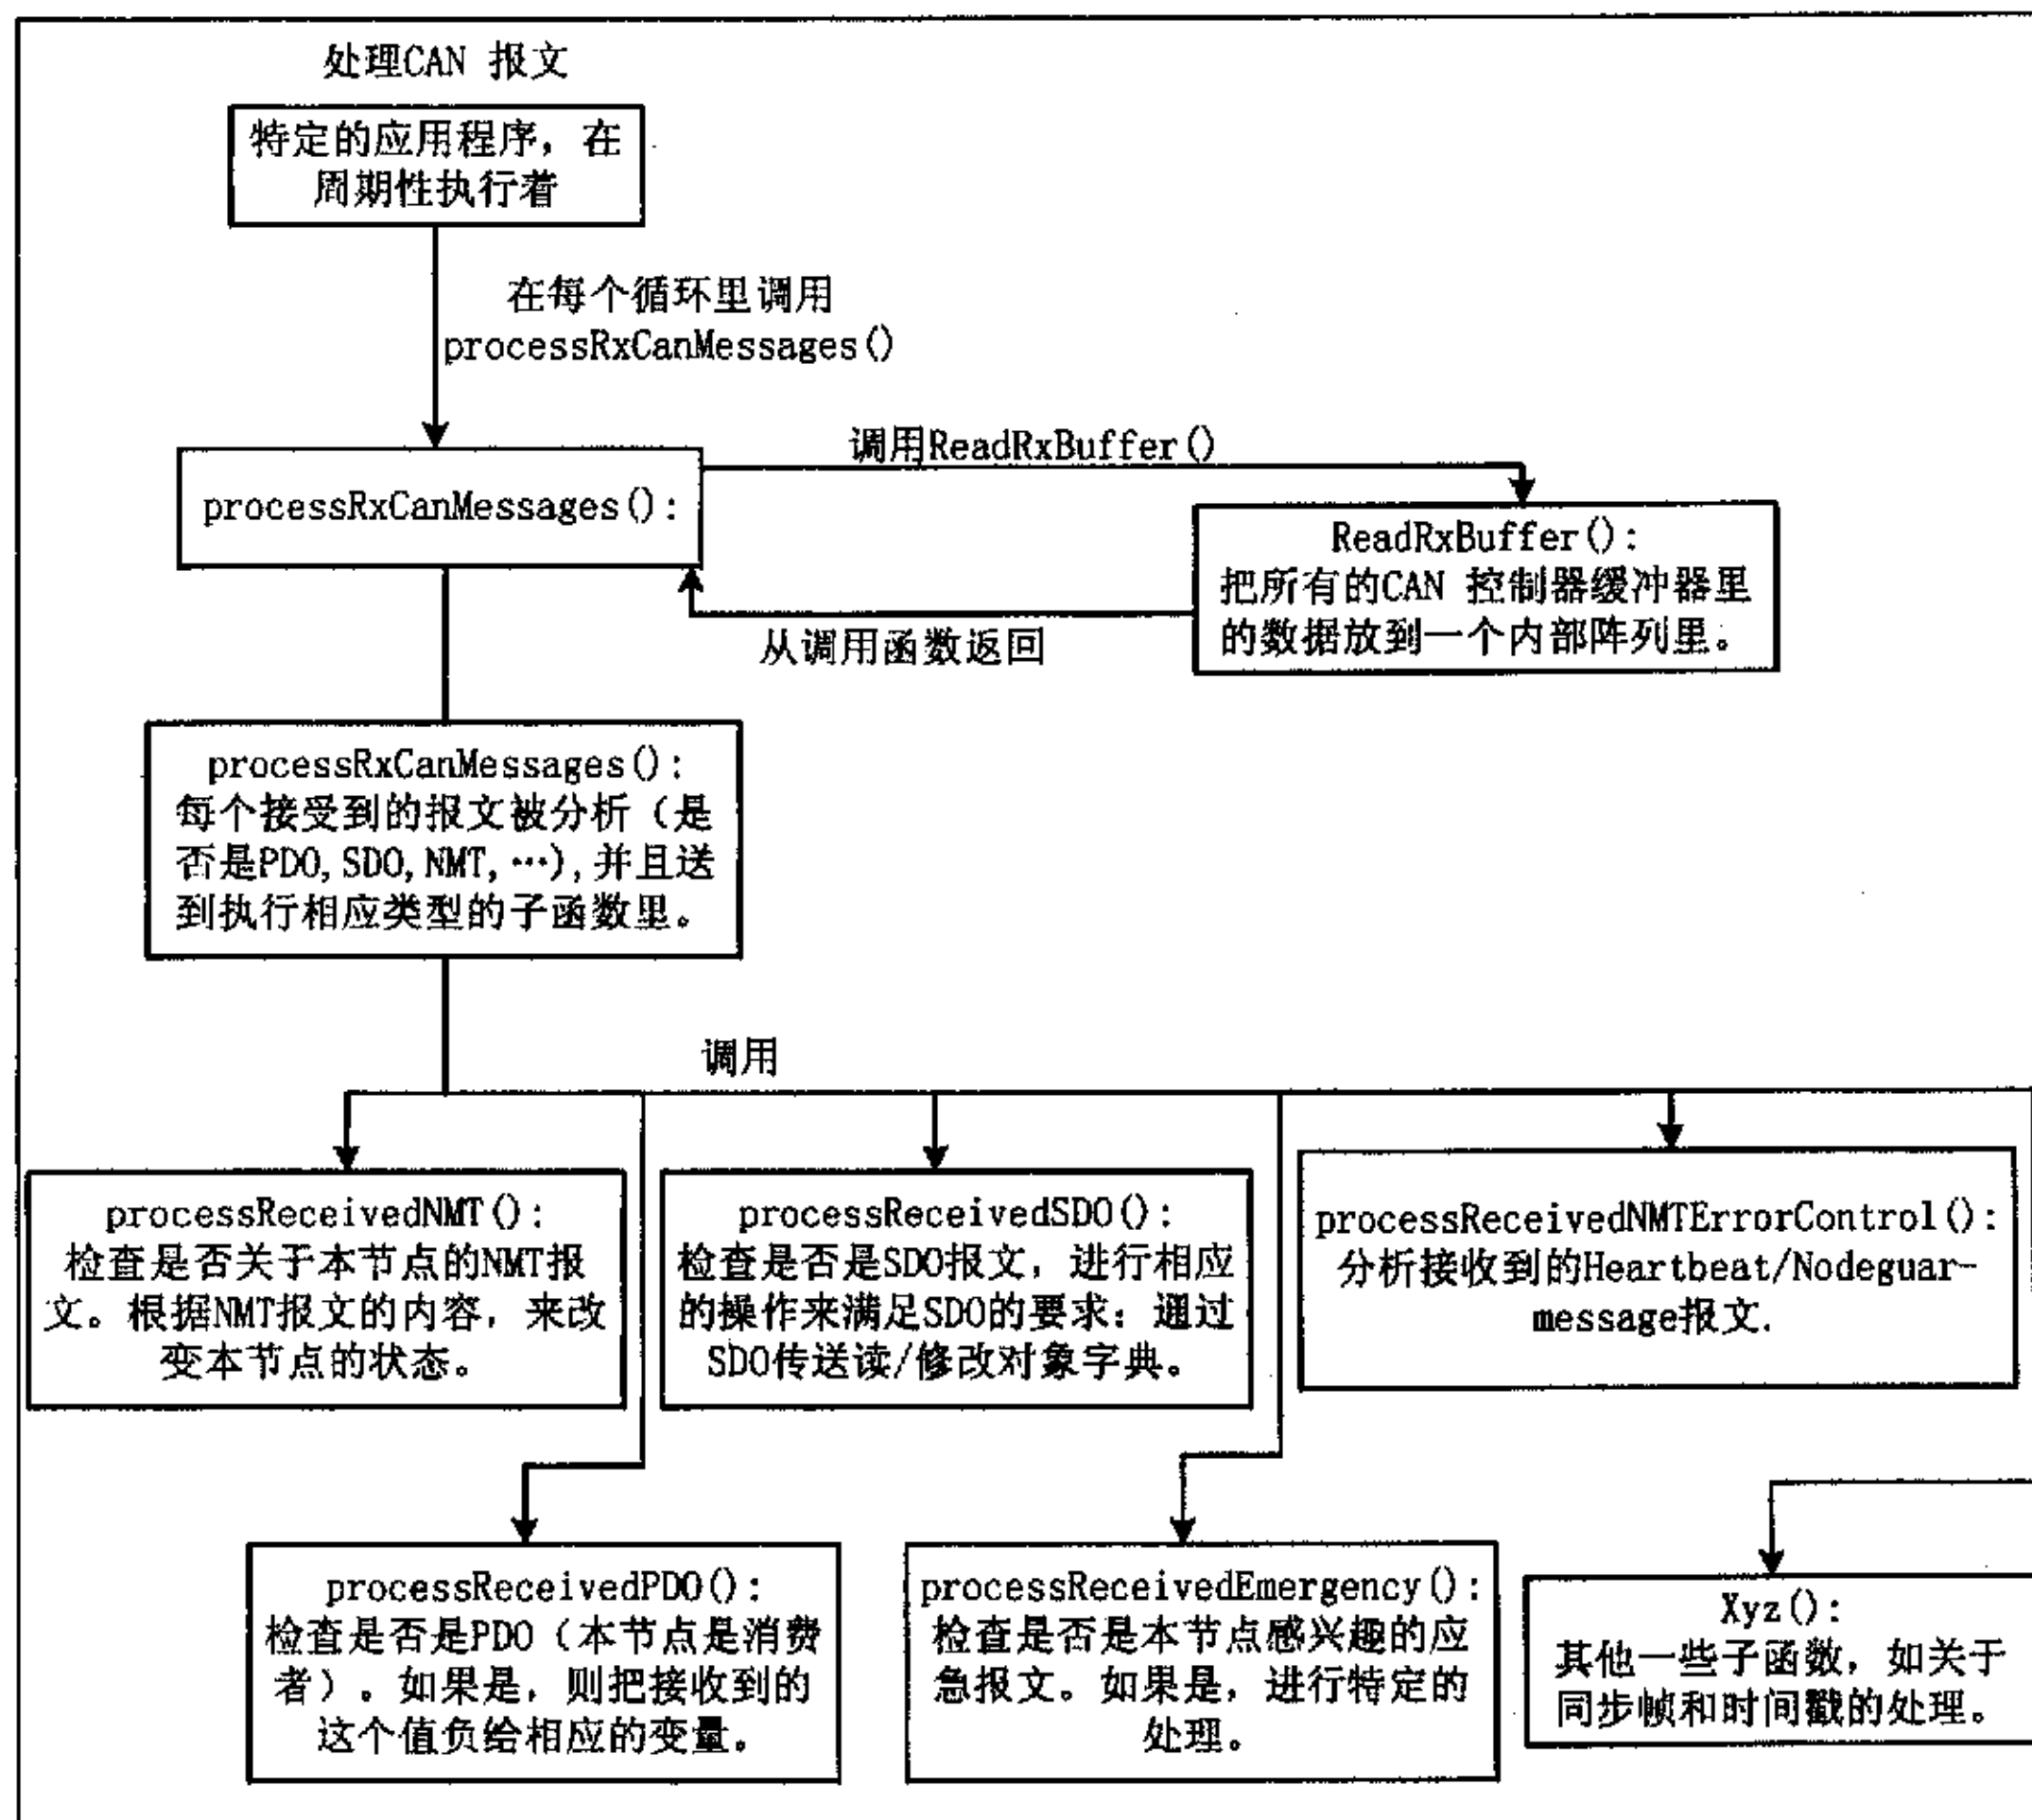 处理CAN 报文
特定的应用程序，在
周期性执行着
在每个循环里调用
processRxCanMessages()
调用ReadRxBuffer()
processRxCanMessages():
ReadRxBuffer():
把所有的CAN 控制器缓冲器里
的数据放到一个内部阵列里。
从调用函数返回
processRxCanMessages():
每个接受到的报文被分析（是
否是PDO,SDO,NMT,…),并且送
到执行相应类型的子函数里。
调用
processReceivedNMT():
检查是否关于本节点的NMT报
文。根据NMT报文的内容，来改
变本节点的状态。
processReceivedSDO():
检查是否是SDO报文，进行相应
的操作来满足SDO的要求：通过
SDO传送读/修改对象字典。
processReceivedNMTErrorControl():
分析接收到的Heartbeat/Nodeguar-
message报文.
processReceivedPDO():
检查是否是PDO（本节点是消费
者）。如果是，则把接收到的
这个值负给相应的变量。
processReceivedEmergency():
检查是否是本节点感兴趣的应
急报文。如果是，进行特定的
处理。
Xyz():
其他一些子函数，如关于
同步帧和时间戳的处理。